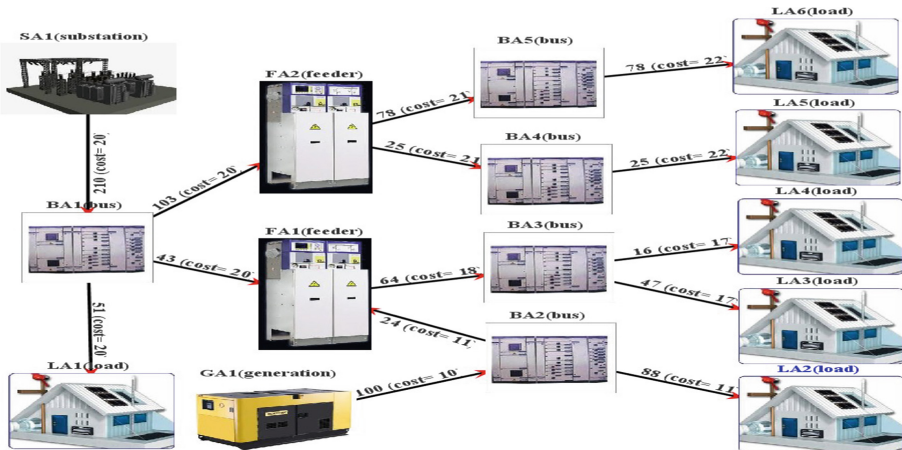 LA6(load)
SA1(substation)
BA5(bus)
FA2(feeder)
78 (cost= 22
78 (cost= 21
LA5(load)
BA4(bus)
25 (cost= 21
25 (cost= 22
210 (cost= 20
103 (cost= 20
LA4(load)
BA1(bus)
BA3(bus)
FA1(feeder)
16 (cost= 17
43 (cost= 20
64 (cost= 18
LA3(load)
47 (cost= 17
BA2(bus)
24 (cost= 11
51 (cost= 20
LA1(load)
GA1(generation)
LA2(load)
100 (cost= 10
88 (cost= 11